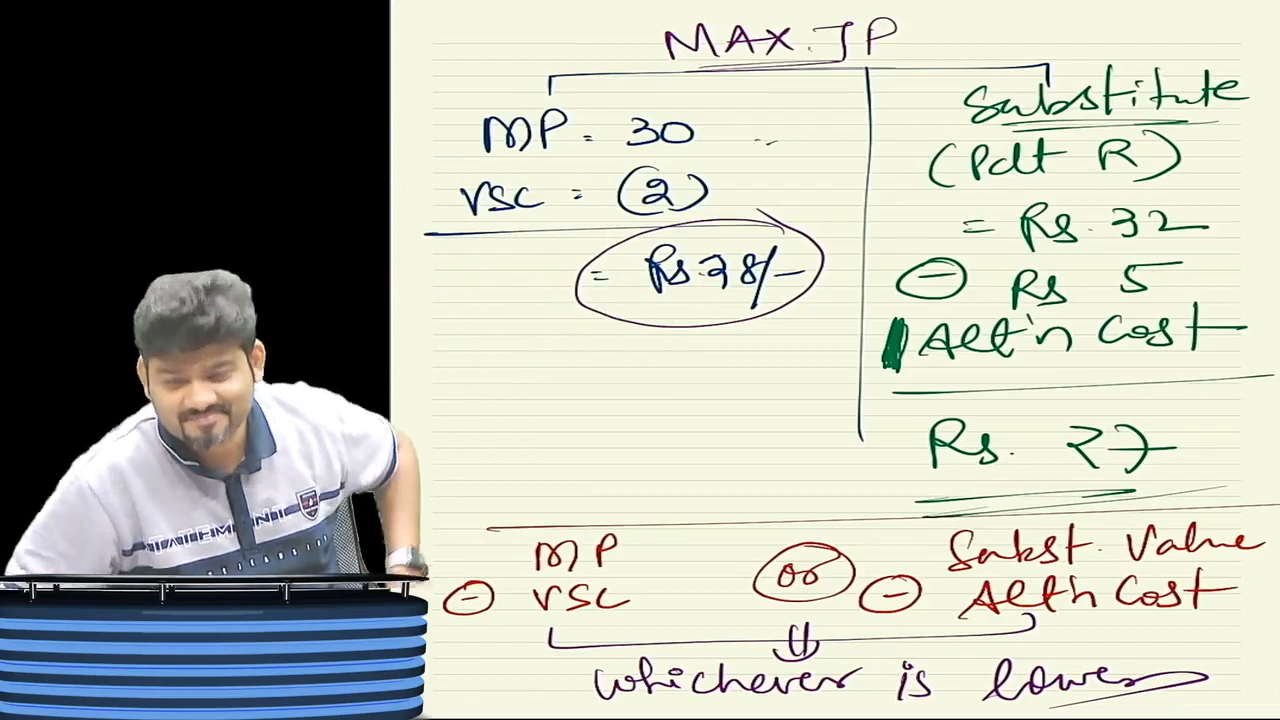 MAX. TP
MP = 30
VSC = (2)
= Rs. 28/-
Substitute
(Pdt R)
= Rs. 32
(-) Rs 5
Alt'n Cost
Rs. 27
MP
(-) VSC
or
Subst. Value
(-) Alt'n Cost
whichever is lower
TATEMENT